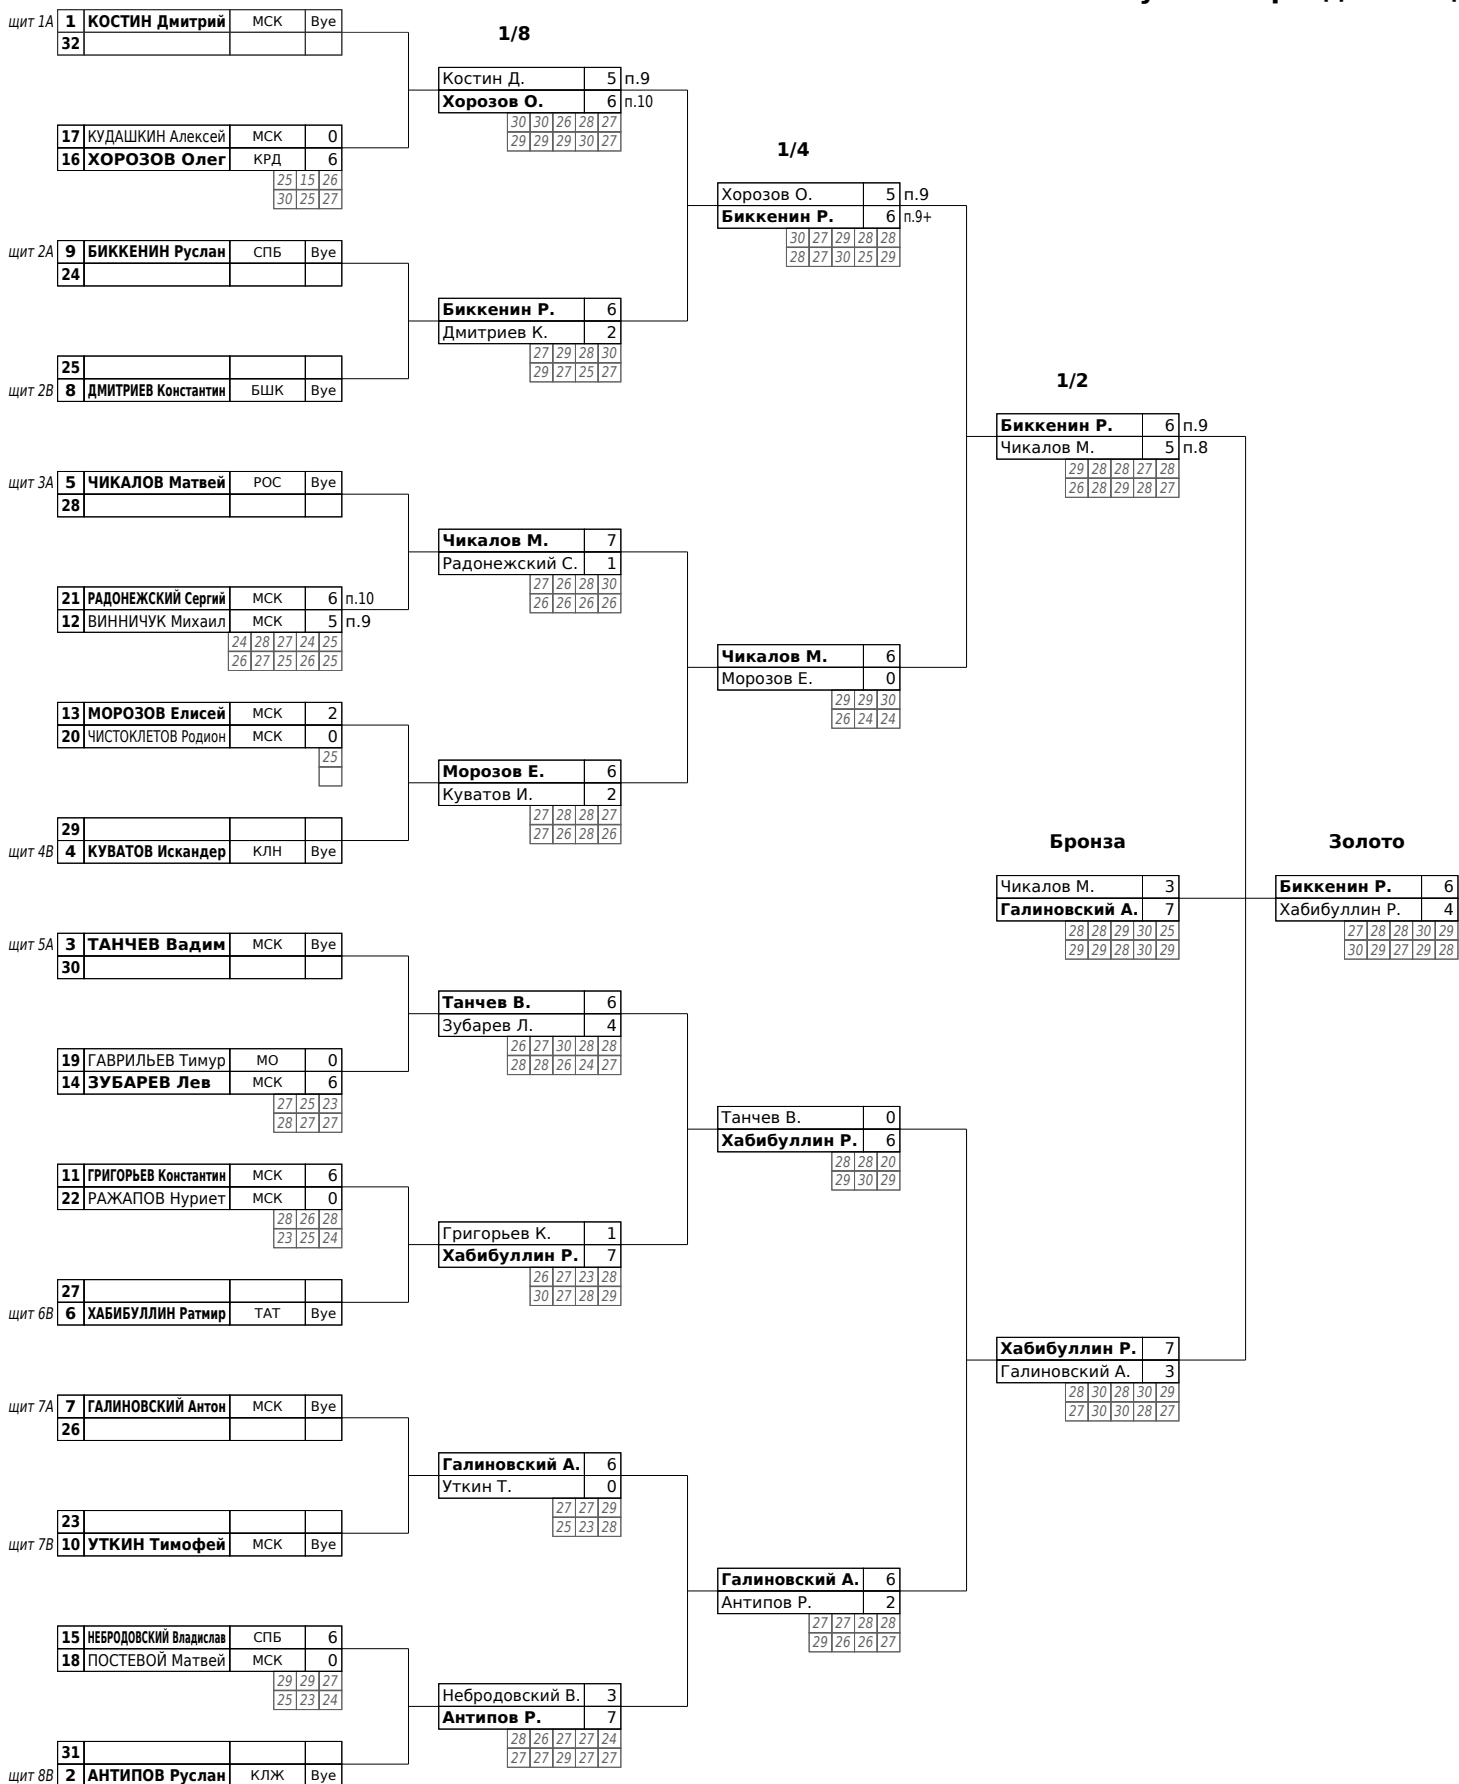 1/8
щит 1A 1 КОСТИН Дмитрий МСК Bye
32
Костин Д. 5 п.9
Хорозов О. 6 п.10
30 30 26 28 27
29 29 29 30 27
17 КУДАШКИН Алексей МСК 0
16 ХОРОЗОВ Олег КРД 6
25 15 26
30 25 27
1/4
Хорозов О. 5 п.9
Биккенин Р. 6 п.9+
30 27 29 28 28
28 27 30 25 29
щит 2A 9 БИККЕНИН Руслан СПБ Bye
24
Биккенин Р. 6
Дмитриев К. 2
27 29 28 30
29 27 25 27
25
щит 2B 8 ДМИТРИЕВ Константин БШК Bye
1/2
Биккенин Р. 6 п.9
Чикалов М. 5 п.8
29 28 28 27 28
26 28 29 28 27
щит 3A 5 ЧИКАЛОВ Матвей РОС Bye
28
Чикалов М. 7
Радонежский С. 1
27 26 28 30
26 26 26 26
21 РАДОНЕЖСКИЙ Сергий МСК 6 п.10
12 ВИННИЧУК Михаил МСК 5 п.9
24 28 27 24 25
26 27 25 26 25
Чикалов М. 6
Морозов Е. 0
29 29 30
26 24 24
13 МОРОЗОВ Елисей МСК 2
20 ЧИСТОКЛЕТОВ Родион МСК 0
25
Морозов Е. 6
Куватов И. 2
27 28 28 27
27 26 28 26
29
щит 4B 4 КУВАТОВ Искандер КЛН Bye
Бронза Золото
Чикалов М. 3
Галиновский А. 7
28 28 29 30 25
29 29 28 30 29
Биккенин Р. 6
Хабибуллин Р. 4
27 28 28 30 29
30 29 27 29 28
щит 5A 3 ТАНЧЕВ Вадим МСК Bye
30
Танчев В. 6
Зубарев Л. 4
26 27 30 28 28
28 28 26 24 27
19 ГАВРИЛЬЕВ Тимур МО 0
14 ЗУБАРЕВ Лев МСК 6
27 25 23
28 27 27
Танчев В. 0
Хабибуллин Р. 6
28 28 20
29 30 29
11 ГРИГОРЬЕВ Константин МСК 6
22 РАЖАПОВ Нуриет МСК 0
28 26 28
23 25 24
Григорьев К. 1
Хабибуллин Р. 7
26 27 23 28
30 27 28 29
27
щит 6B 6 ХАБИБУЛЛИН Ратмир ТАТ Bye
Хабибуллин Р. 7
Галиновский А. 3
28 30 28 30 29
27 30 30 28 27
щит 7A 7 ГАЛИНОВСКИЙ Антон МСК Bye
26
Галиновский А. 6
Уткин Т. 0
27 27 29
25 23 28
23
щит 7B 10 УТКИН Тимофей МСК Bye
Галиновский А. 6
Антипов Р. 2
27 27 28 28
29 26 26 27
15 НЕБРОДОВСКИЙ Владислав СПБ 6
18 ПОСТЕВОЙ Матвей МСК 0
29 29 27
25 23 24
Небродовский В. 3
Антипов Р. 7
28 26 27 27 24
27 27 29 27 27
31
щит 8B 2 АНТИПОВ Руслан КЛЖ Bye